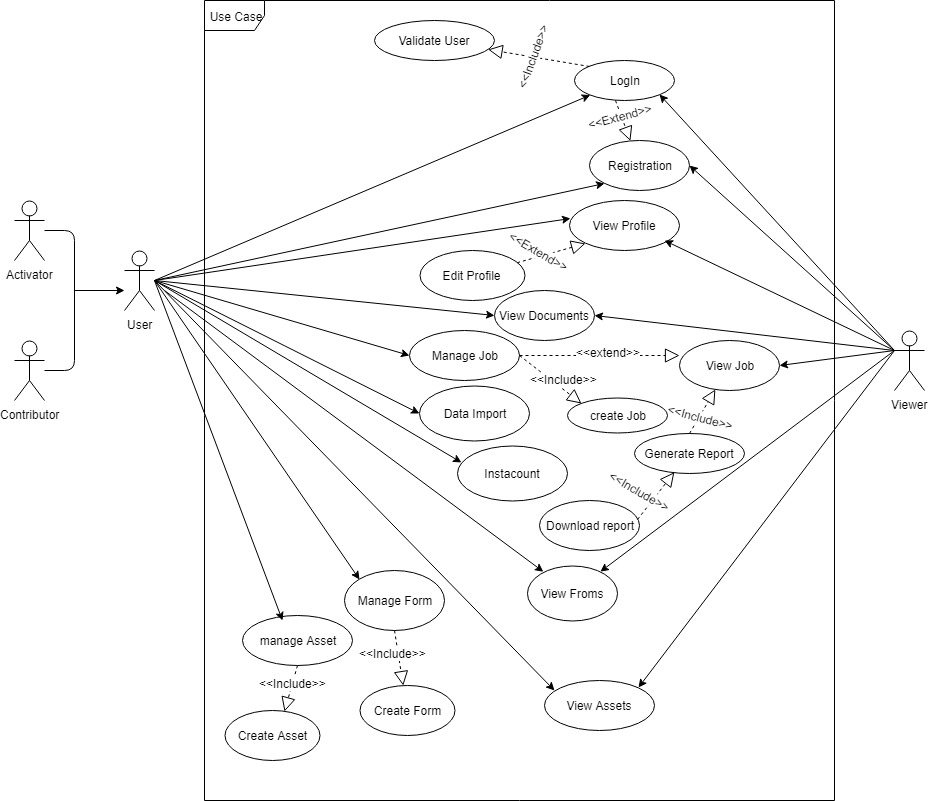 Use Case
Validate User
<<Include>>
LogIn
<<Extend>>
Registration
View Profile
<<Extend>>
Edit Profile
Activator
User
View Documents
Manage Job
<<extend>>
View Job
<<Include>>
Contributor
Viewer
Data Import
create Job
<<Include>>
Generate Report
Instacount
<<Include>>
Download report
View Froms
Manage Form
manage Asset
<<Include>>
<<Include>>
Create Form
View Assets
Create Asset